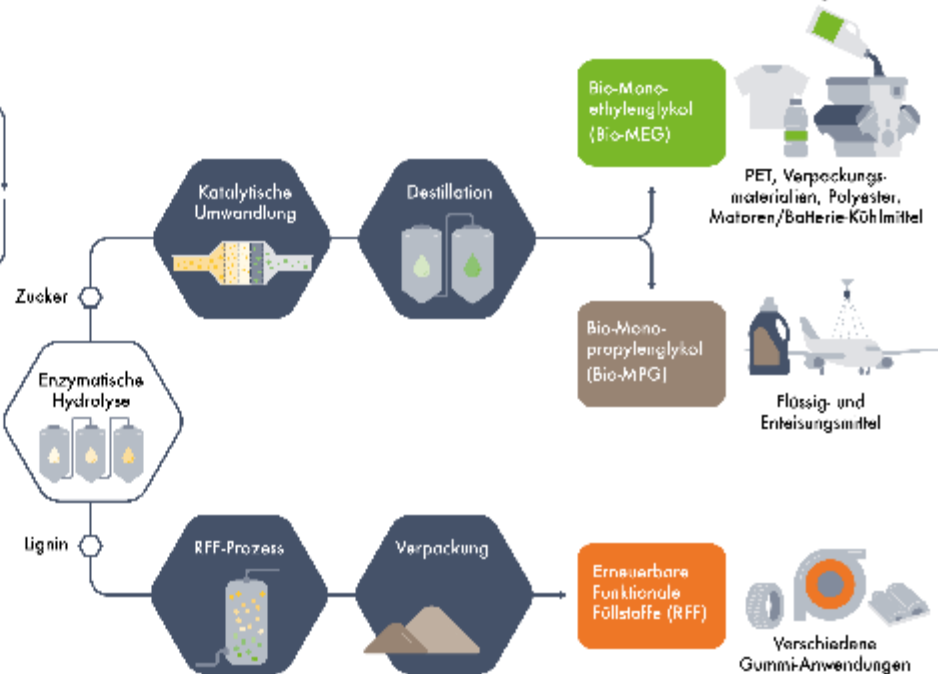 Bio-Mono-
ethylenglykol
(Bio-MEG)
PET, Verpackungs-
materialien, Polyester,
Motoren/Batterie-Kühlmittel
Katalytische
Umwandlung
Destillation
Zucker
Bio-Mono-
propylenglykol
(Bio-MPG)
Flüssig- und
Enteisungsmittel
Enzymatische
Hydrolyse
Lignin
RFF-Prozess
Verpackung
Erneuerbare
Funktionale
Füllstoffe (RFF)
Verschiedene
Gummi-Anwendungen